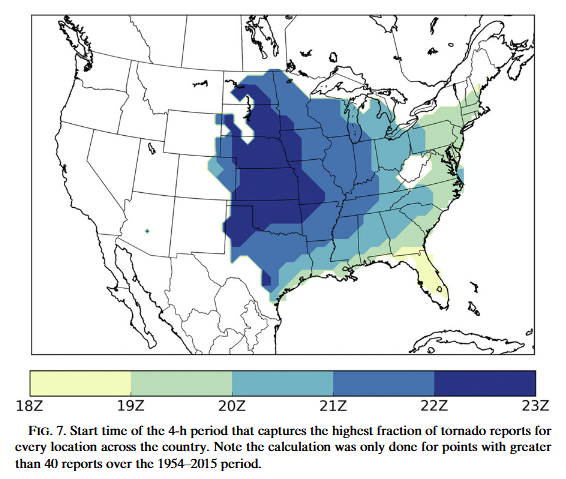 18Z 19Z 20Z 21Z 22Z 23Z
FIG. 7. Start time of the 4-h period that captures the highest fraction of tornado reports for
every location across the country. Note the calculation was only done for points with greater
than 40 reports over the 1954–2015 period.